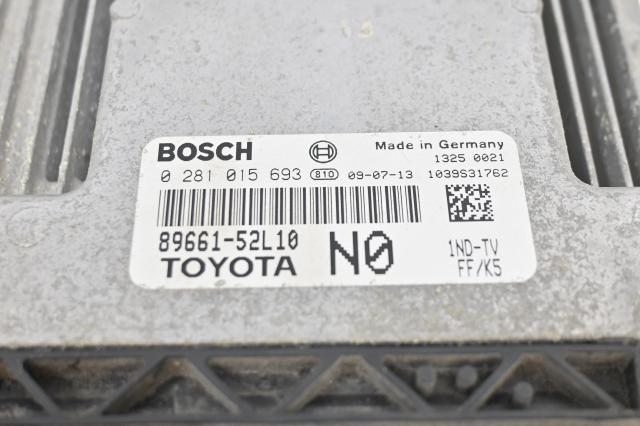 BOSCH Made in Germany
1325 0021
0 281 015 693 810 09-07-13 1039S31762
89661-52L10
TOYOTA N0
1ND-TV
FF/K5